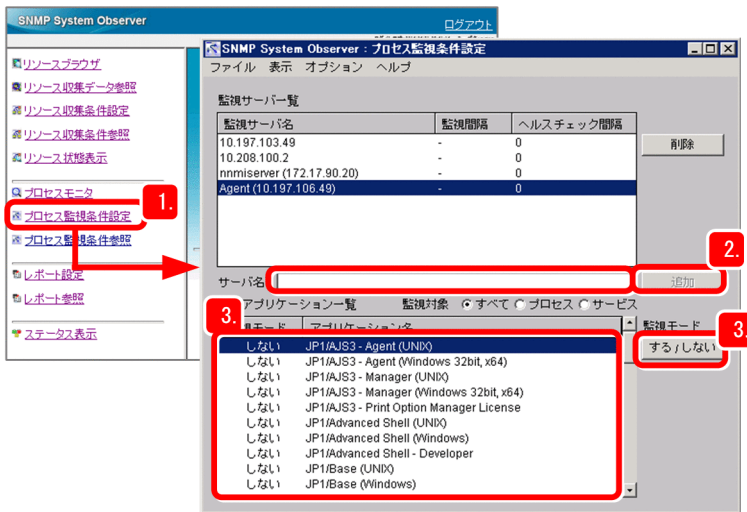 SNMP System Observer
ログアウト
リソースブラウザ
リソース収集データ参照
リソース収集条件設定
リソース収集条件参照
リソース状態表示
プロセスモニタ
プロセス監視条件設定
プロセス監視条件参照
レポート設定
レポート参照
ステータス表示
1.
SNMP System Observer : プロセス監視条件設定
ファイル 表示 オプション ヘルプ
監視サーバ一覧
監視サーバ名 監視間隔 ヘルスチェック間隔
10.197.103.49 - 0
10.208.100.2 - 0
nnmiserver (172.17.90.20) - 0
Agent (10.197.106.49) - 0
削除
2.
サーバ名
追加
アプリケーション一覧 監視対象 すべて プロセス サービス
3.
視モード アプリケーション名
監視モード
3.
する/しない
しない JP1/AJS3 - Agent (UNIX)
しない JP1/AJS3 - Agent (Windows 32bit, x64)
しない JP1/AJS3 - Manager (UNIX)
しない JP1/AJS3 - Manager (Windows 32bit, x64)
しない JP1/AJS3 - Print Option Manager License
しない JP1/Advanced Shell (UNIX)
しない JP1/Advanced Shell (Windows)
しない JP1/Advanced Shell - Developer
しない JP1/Base (UNIX)
しない JP1/Base (Windows)